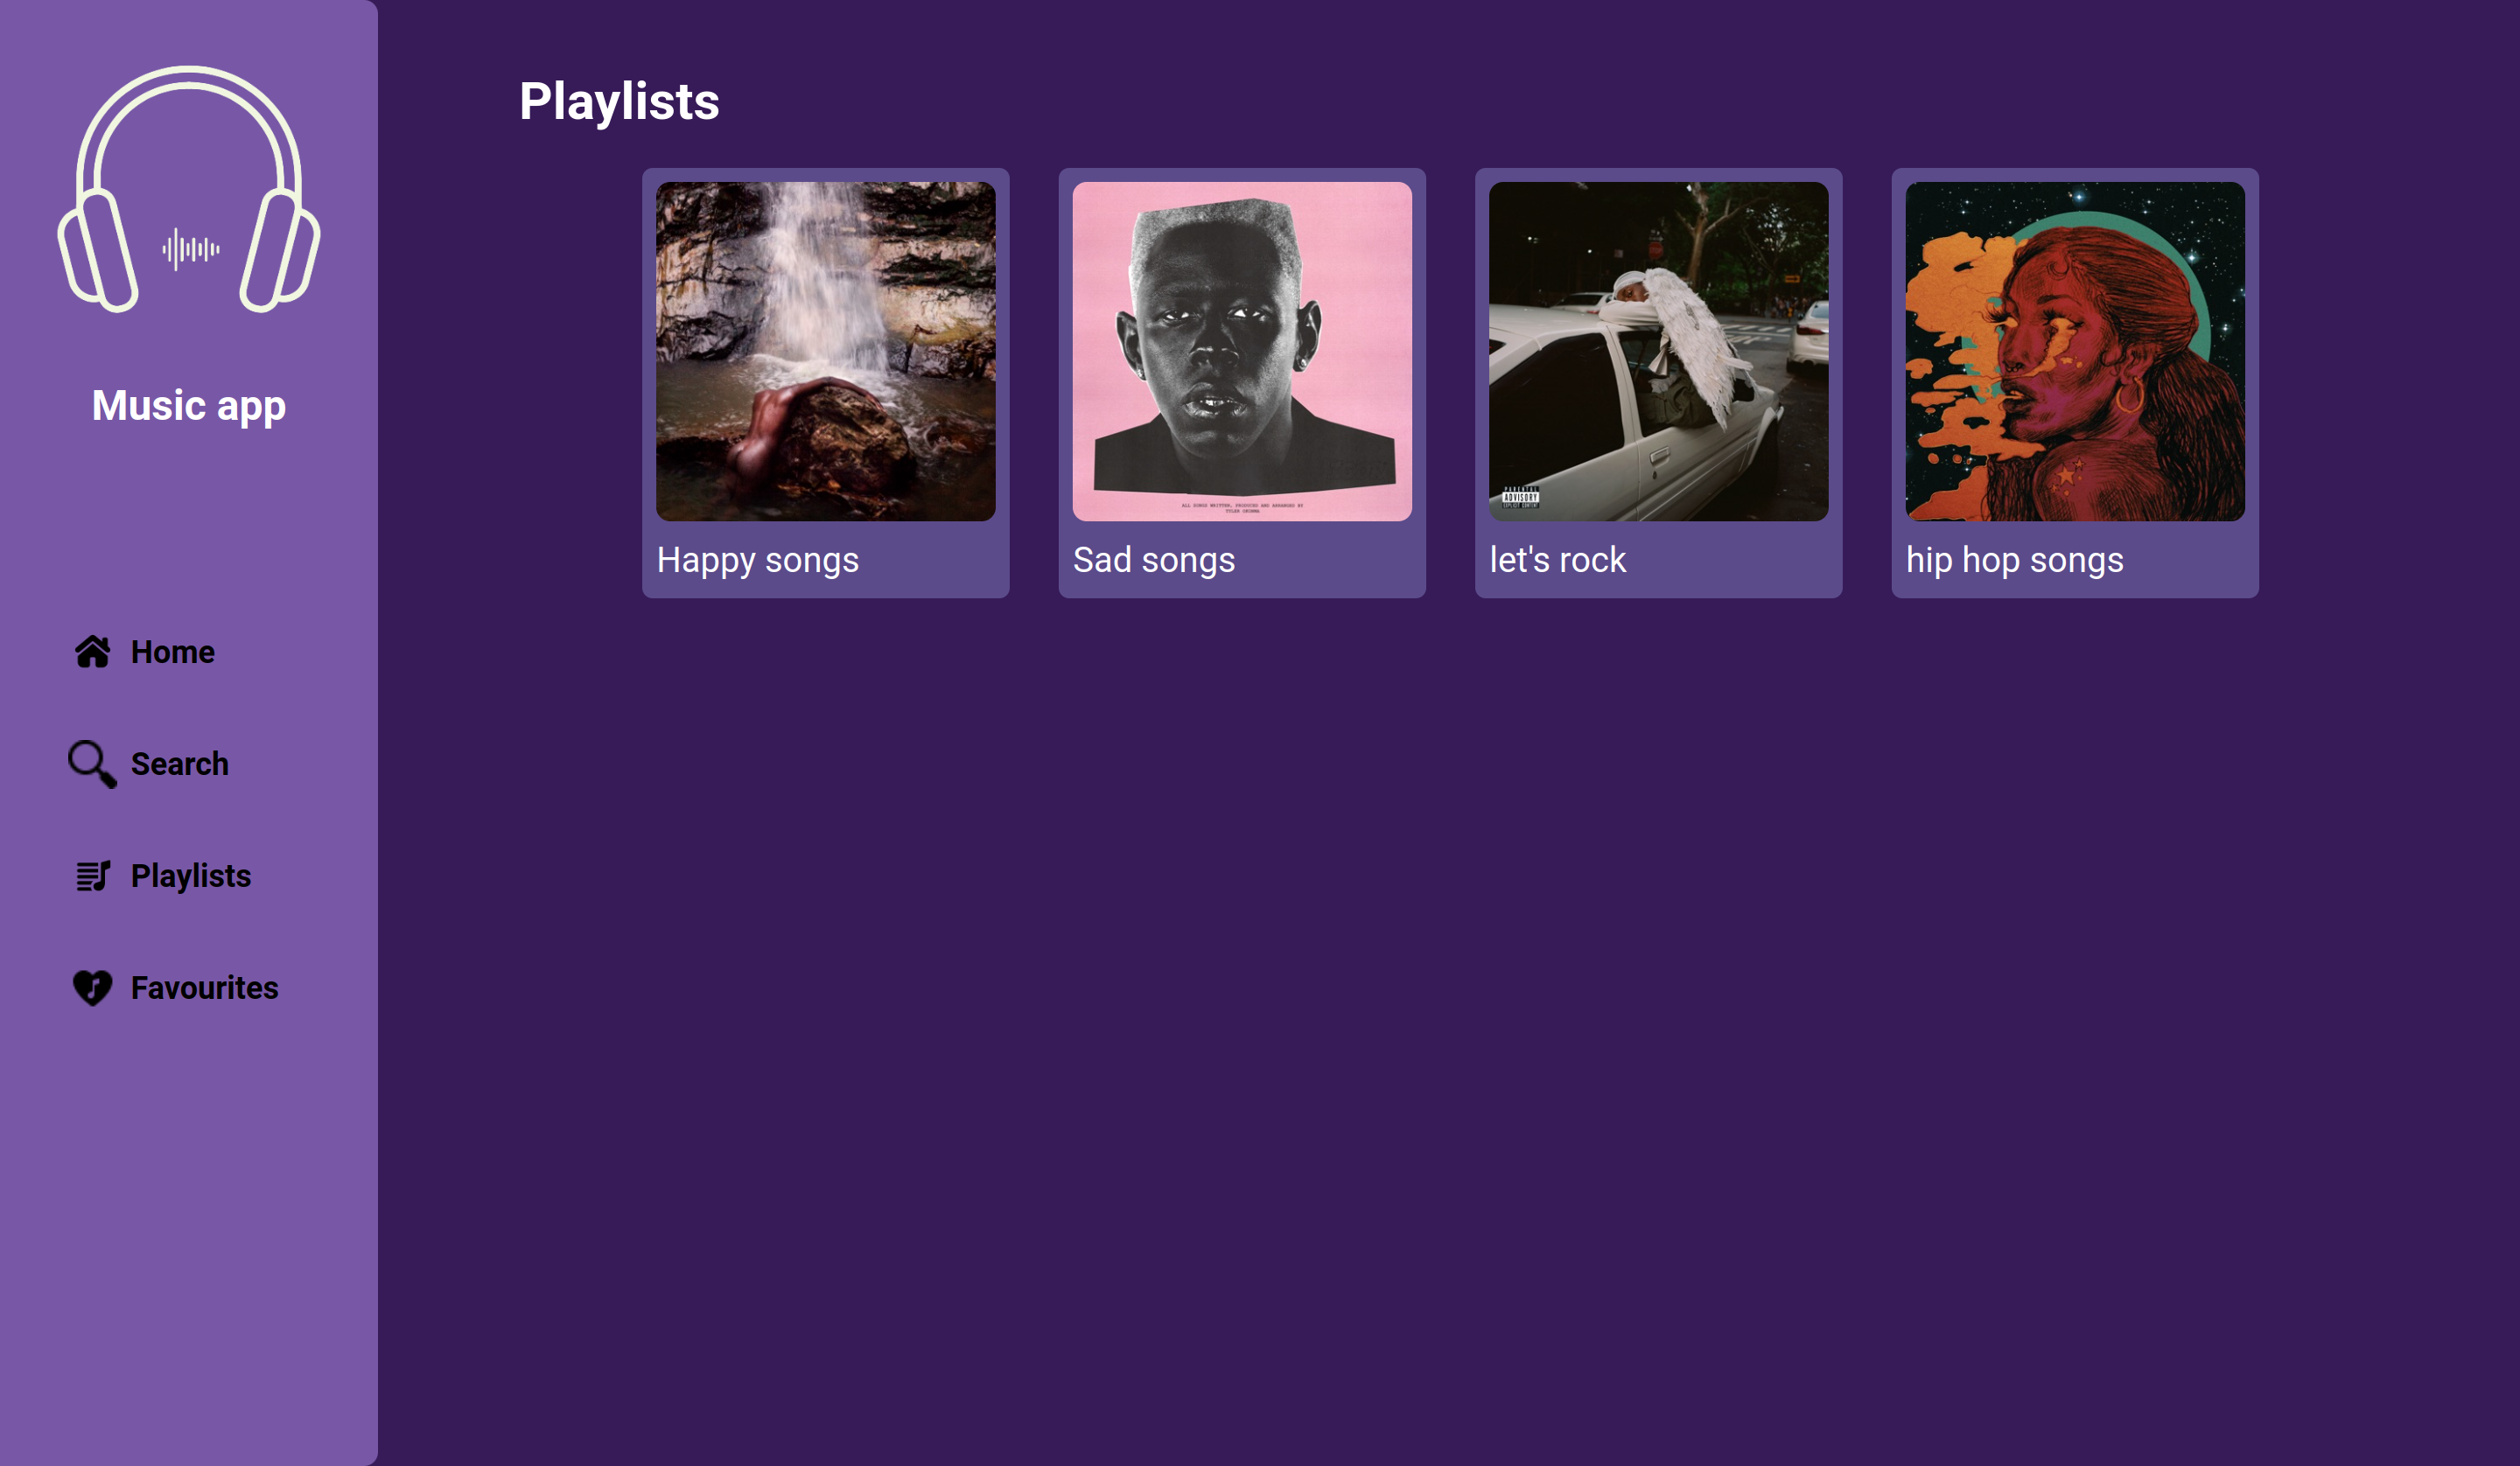 Music app
Home
Search
Playlists
Favourites
Playlists
Happy songs
ALL SONGS WRITTEN, PRODUCED AND ARRANGED BY
TYLER OKONMA
Sad songs
PARENTAL
ADVISORY
EXPLICIT CONTENT
let's rock
hip hop songs